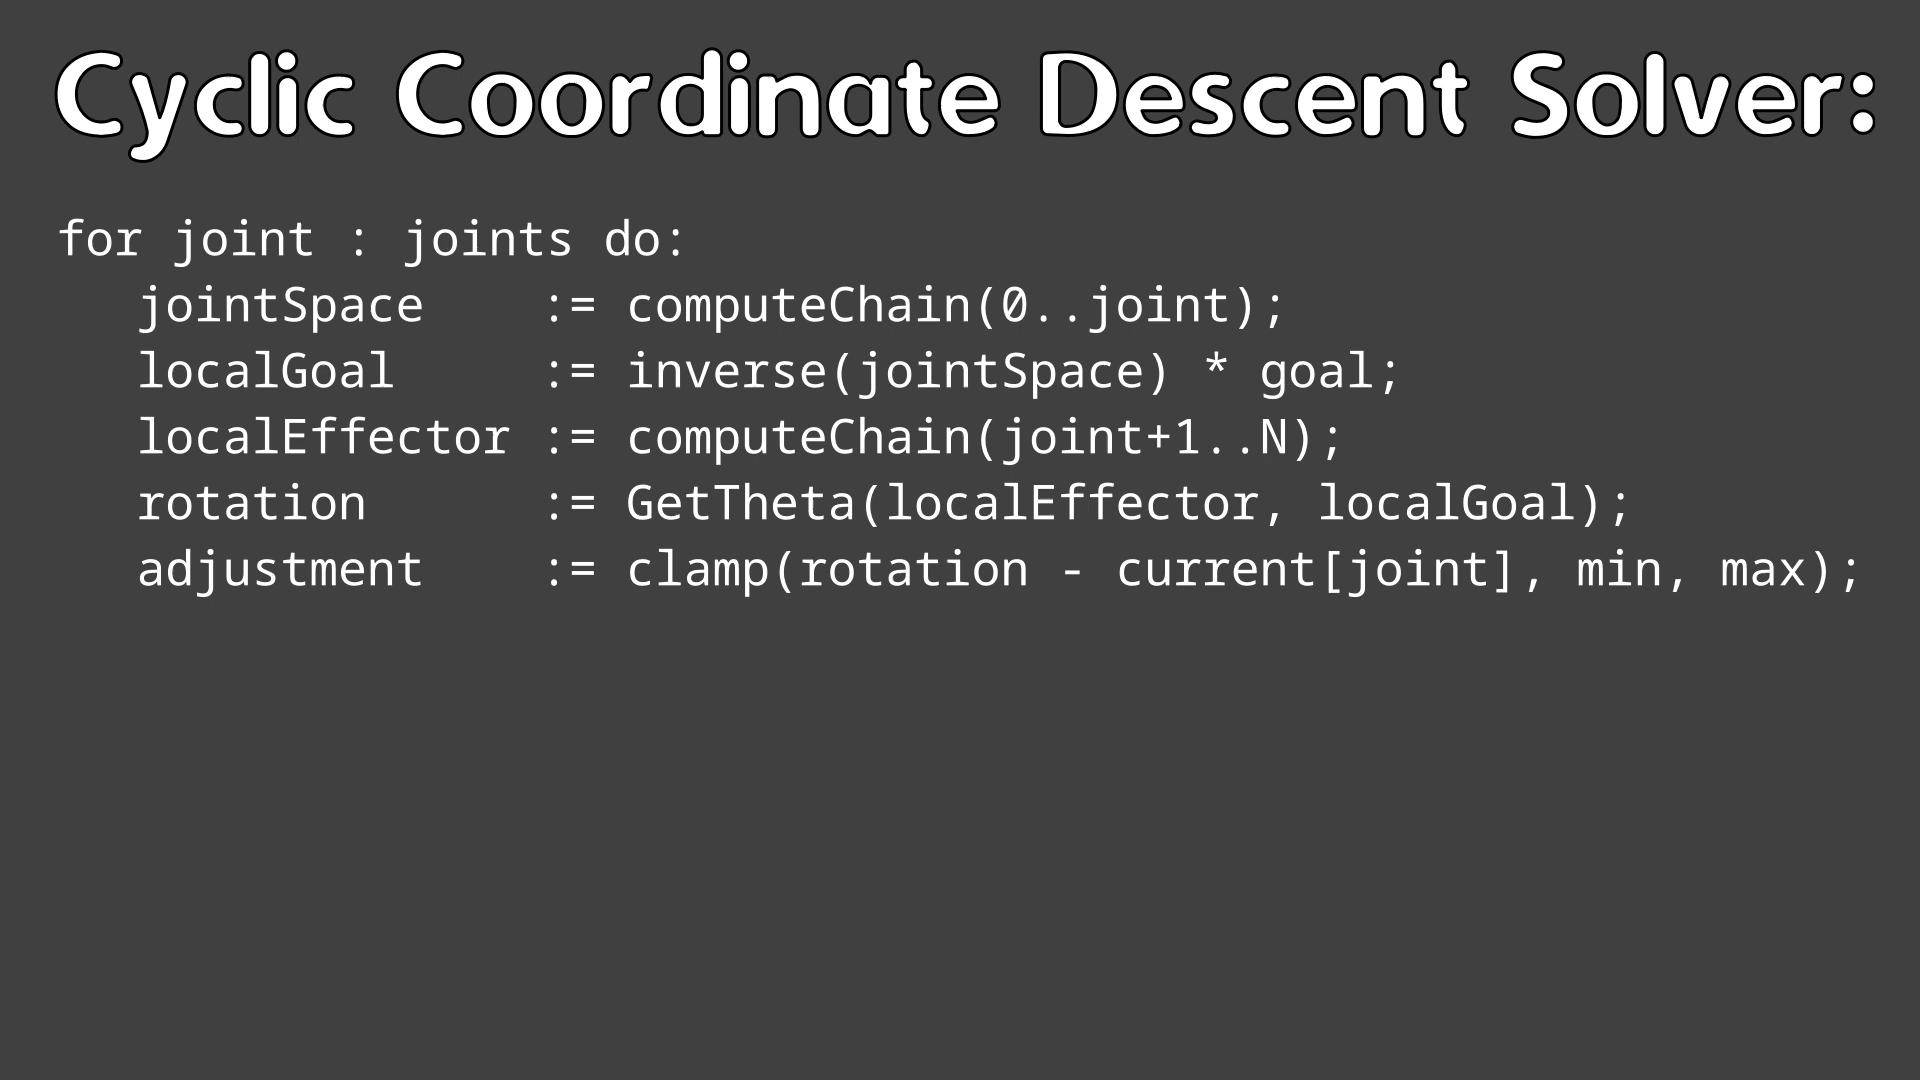 Cyclic Coordinate Descent Solver:
for joint : joints do:
   jointSpace    := computeChain(0..joint);
   localGoal     := inverse(jointSpace) * goal;
   localEffector := computeChain(joint+1..N);
   rotation      := GetTheta(localEffector, localGoal);
   adjustment    := clamp(rotation - current[joint], min, max);